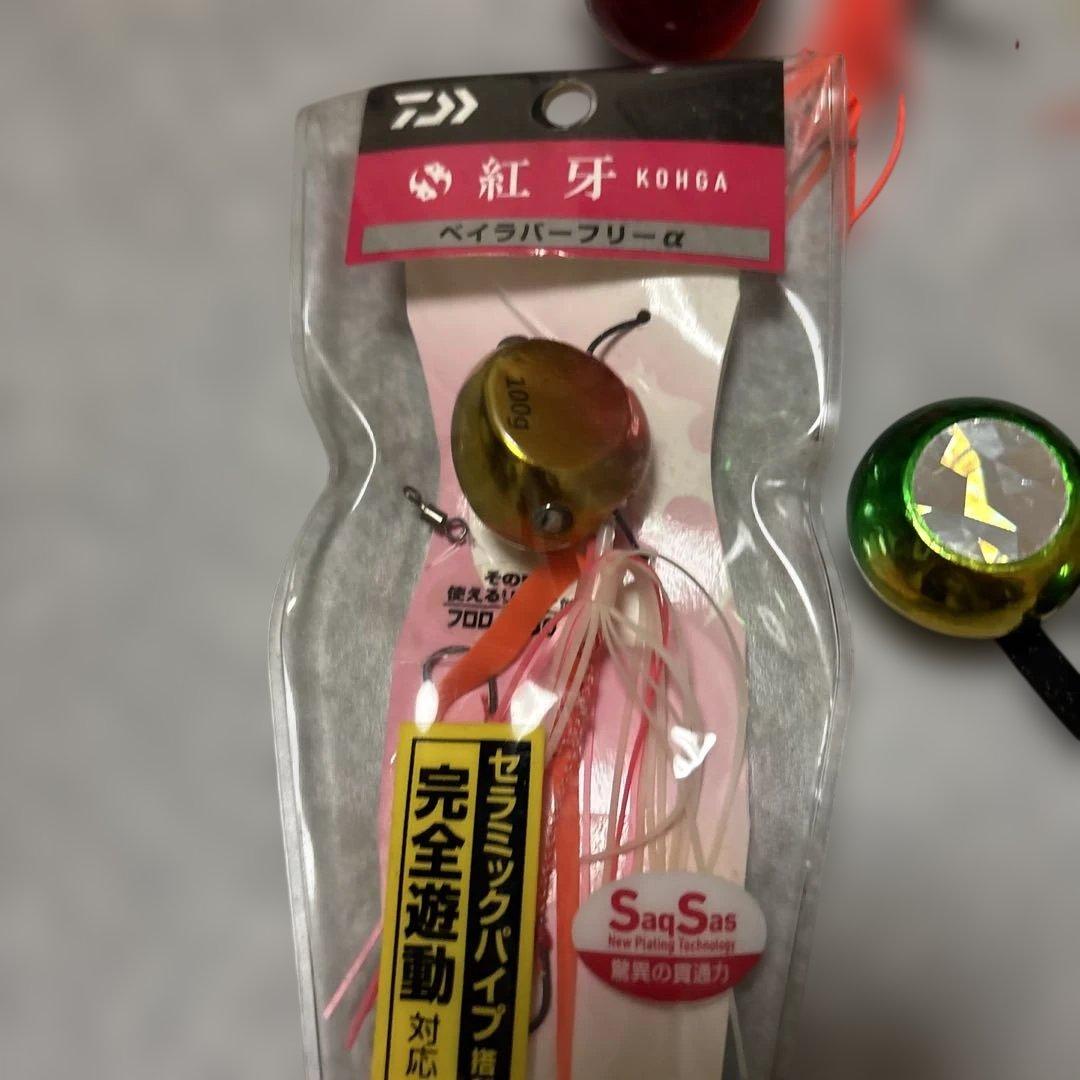 紅牙 KOHGA
ベイラバーフリーα
100g
その
使える
フロロ
セラミックパイプ
完全遊動対応
SaqSas
New Plating Technology
驚異の貫通力